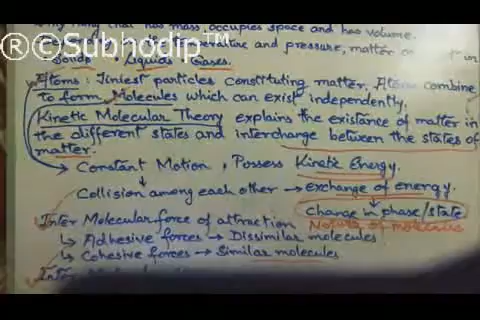 ®©Subhodip™
that has mass, occupies space and has volume.
and pressure, matter
Solids • Liquids • Gases.
Atoms: Tiniest particles constituting matter, Atoms combine
to form Molecules which can exist independently.
Kinetic Molecular Theory explains the existance of matter in
the different states and interchange between the states of
matter.
→ Constant Motion, Possess Kinetic Energy.
Collision among each other → exchange of energy.
Change in phase/state
Inter Molecular force of attraction Nature of molecule
↳ Adhesive forces → Dissimilar molecules
↳ Cohesive forces → Similar molecules